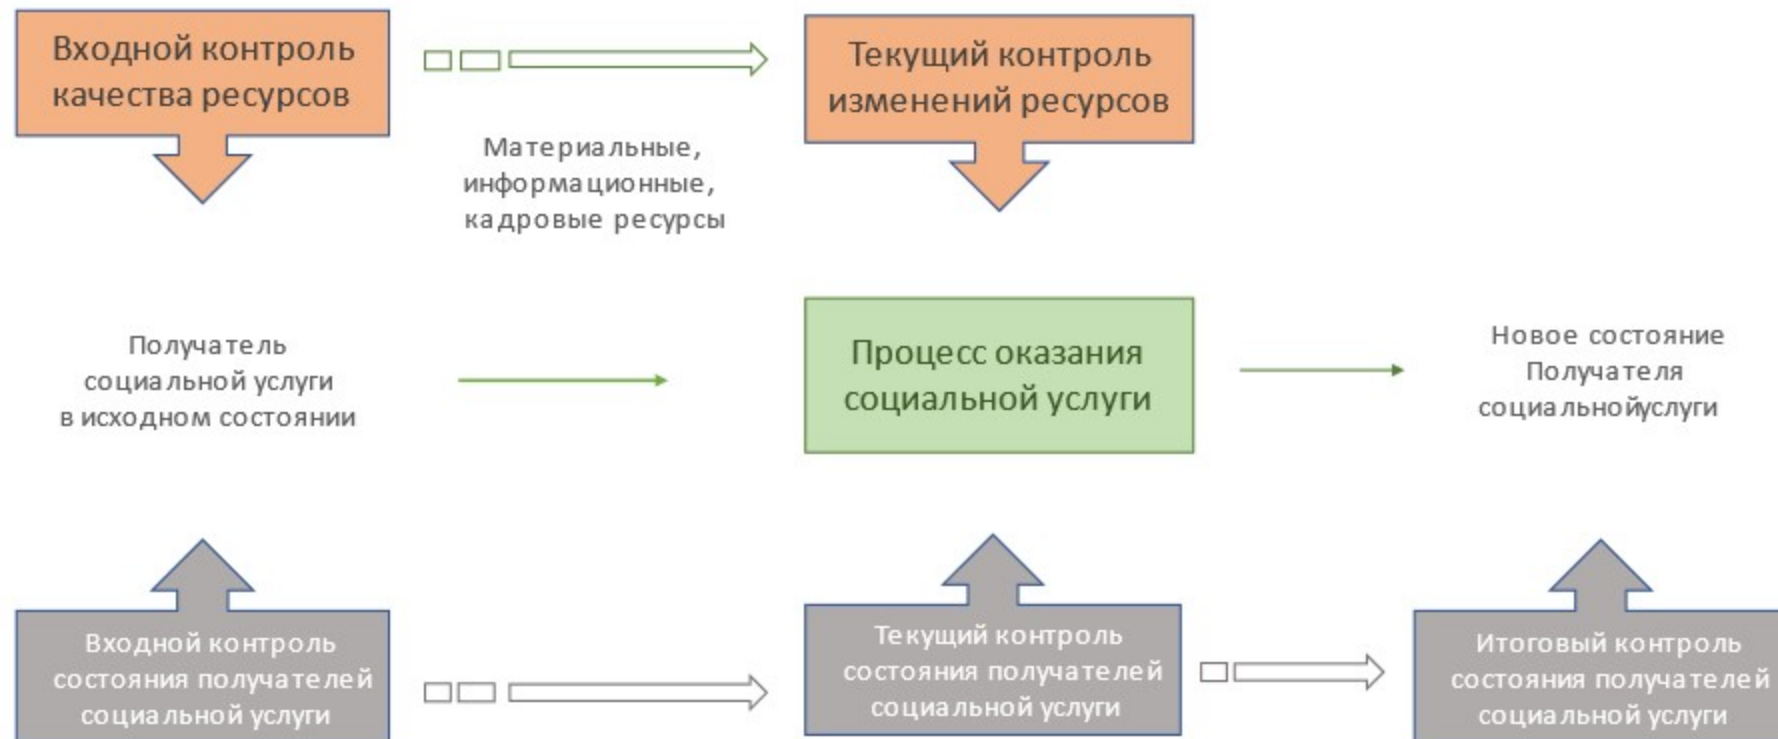 Входной контроль
качества ресурсов
Текущий контроль
изменений ресурсов
Материальные,
информационные,
кадровые ресурсы
Получатель
социальной услуги
в исходном состоянии
Процесс оказания
социальной услуги
Новое состояние
Получателя
социальнойуслуги
Входной контроль
состояния получателей
социальной услуги
Текущий контроль
состояния получателей
социальной услуги
Итоговый контроль
состояния получателей
социальной услуги